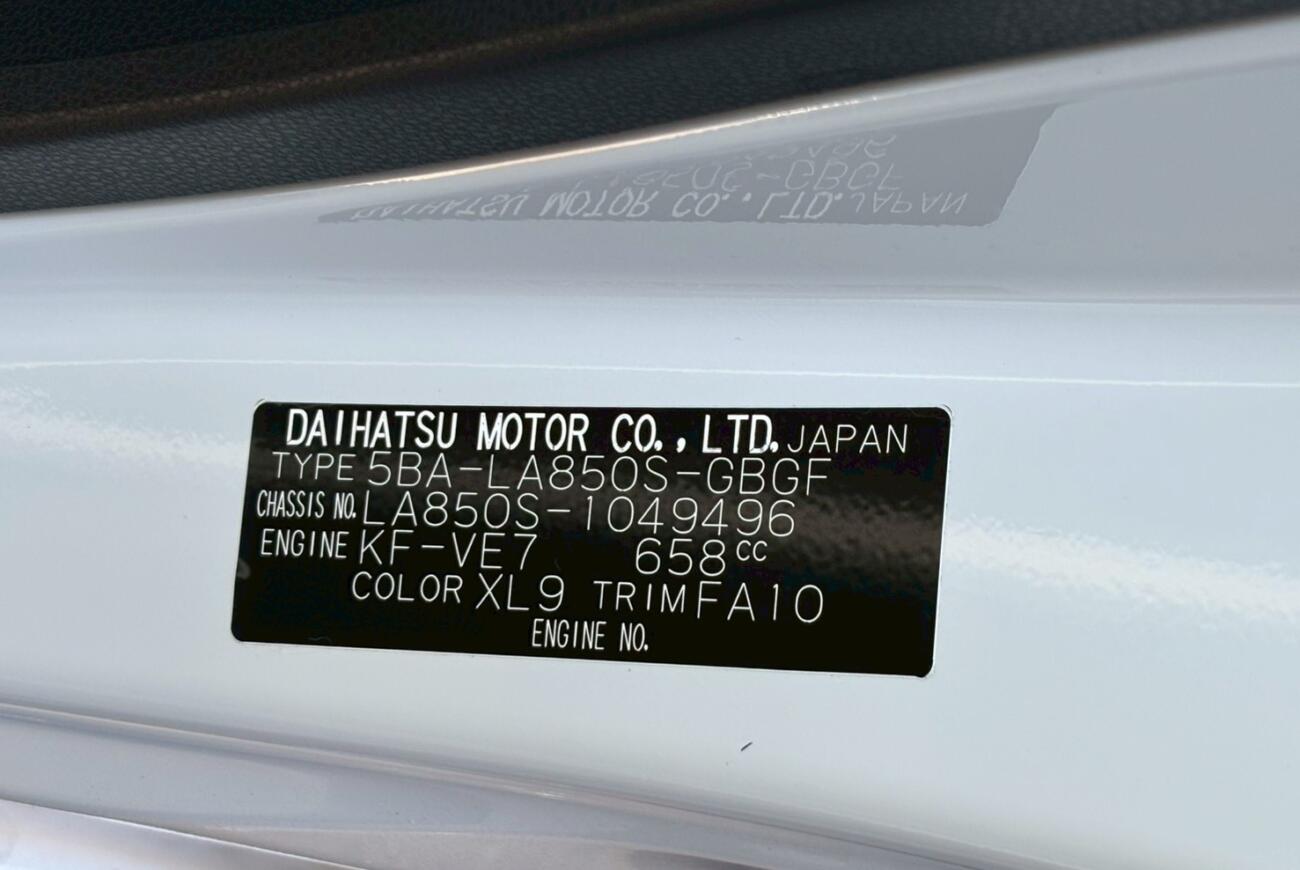 DAIHATSU MOTOR CO., LTD. JAPAN
TYPE 5BA-LA850S-GBGF
CHASSIS NO. LA850S-1049496
ENGINE KF-VE7 658cc
COLOR XL9 TRIM FA10
ENGINE NO.